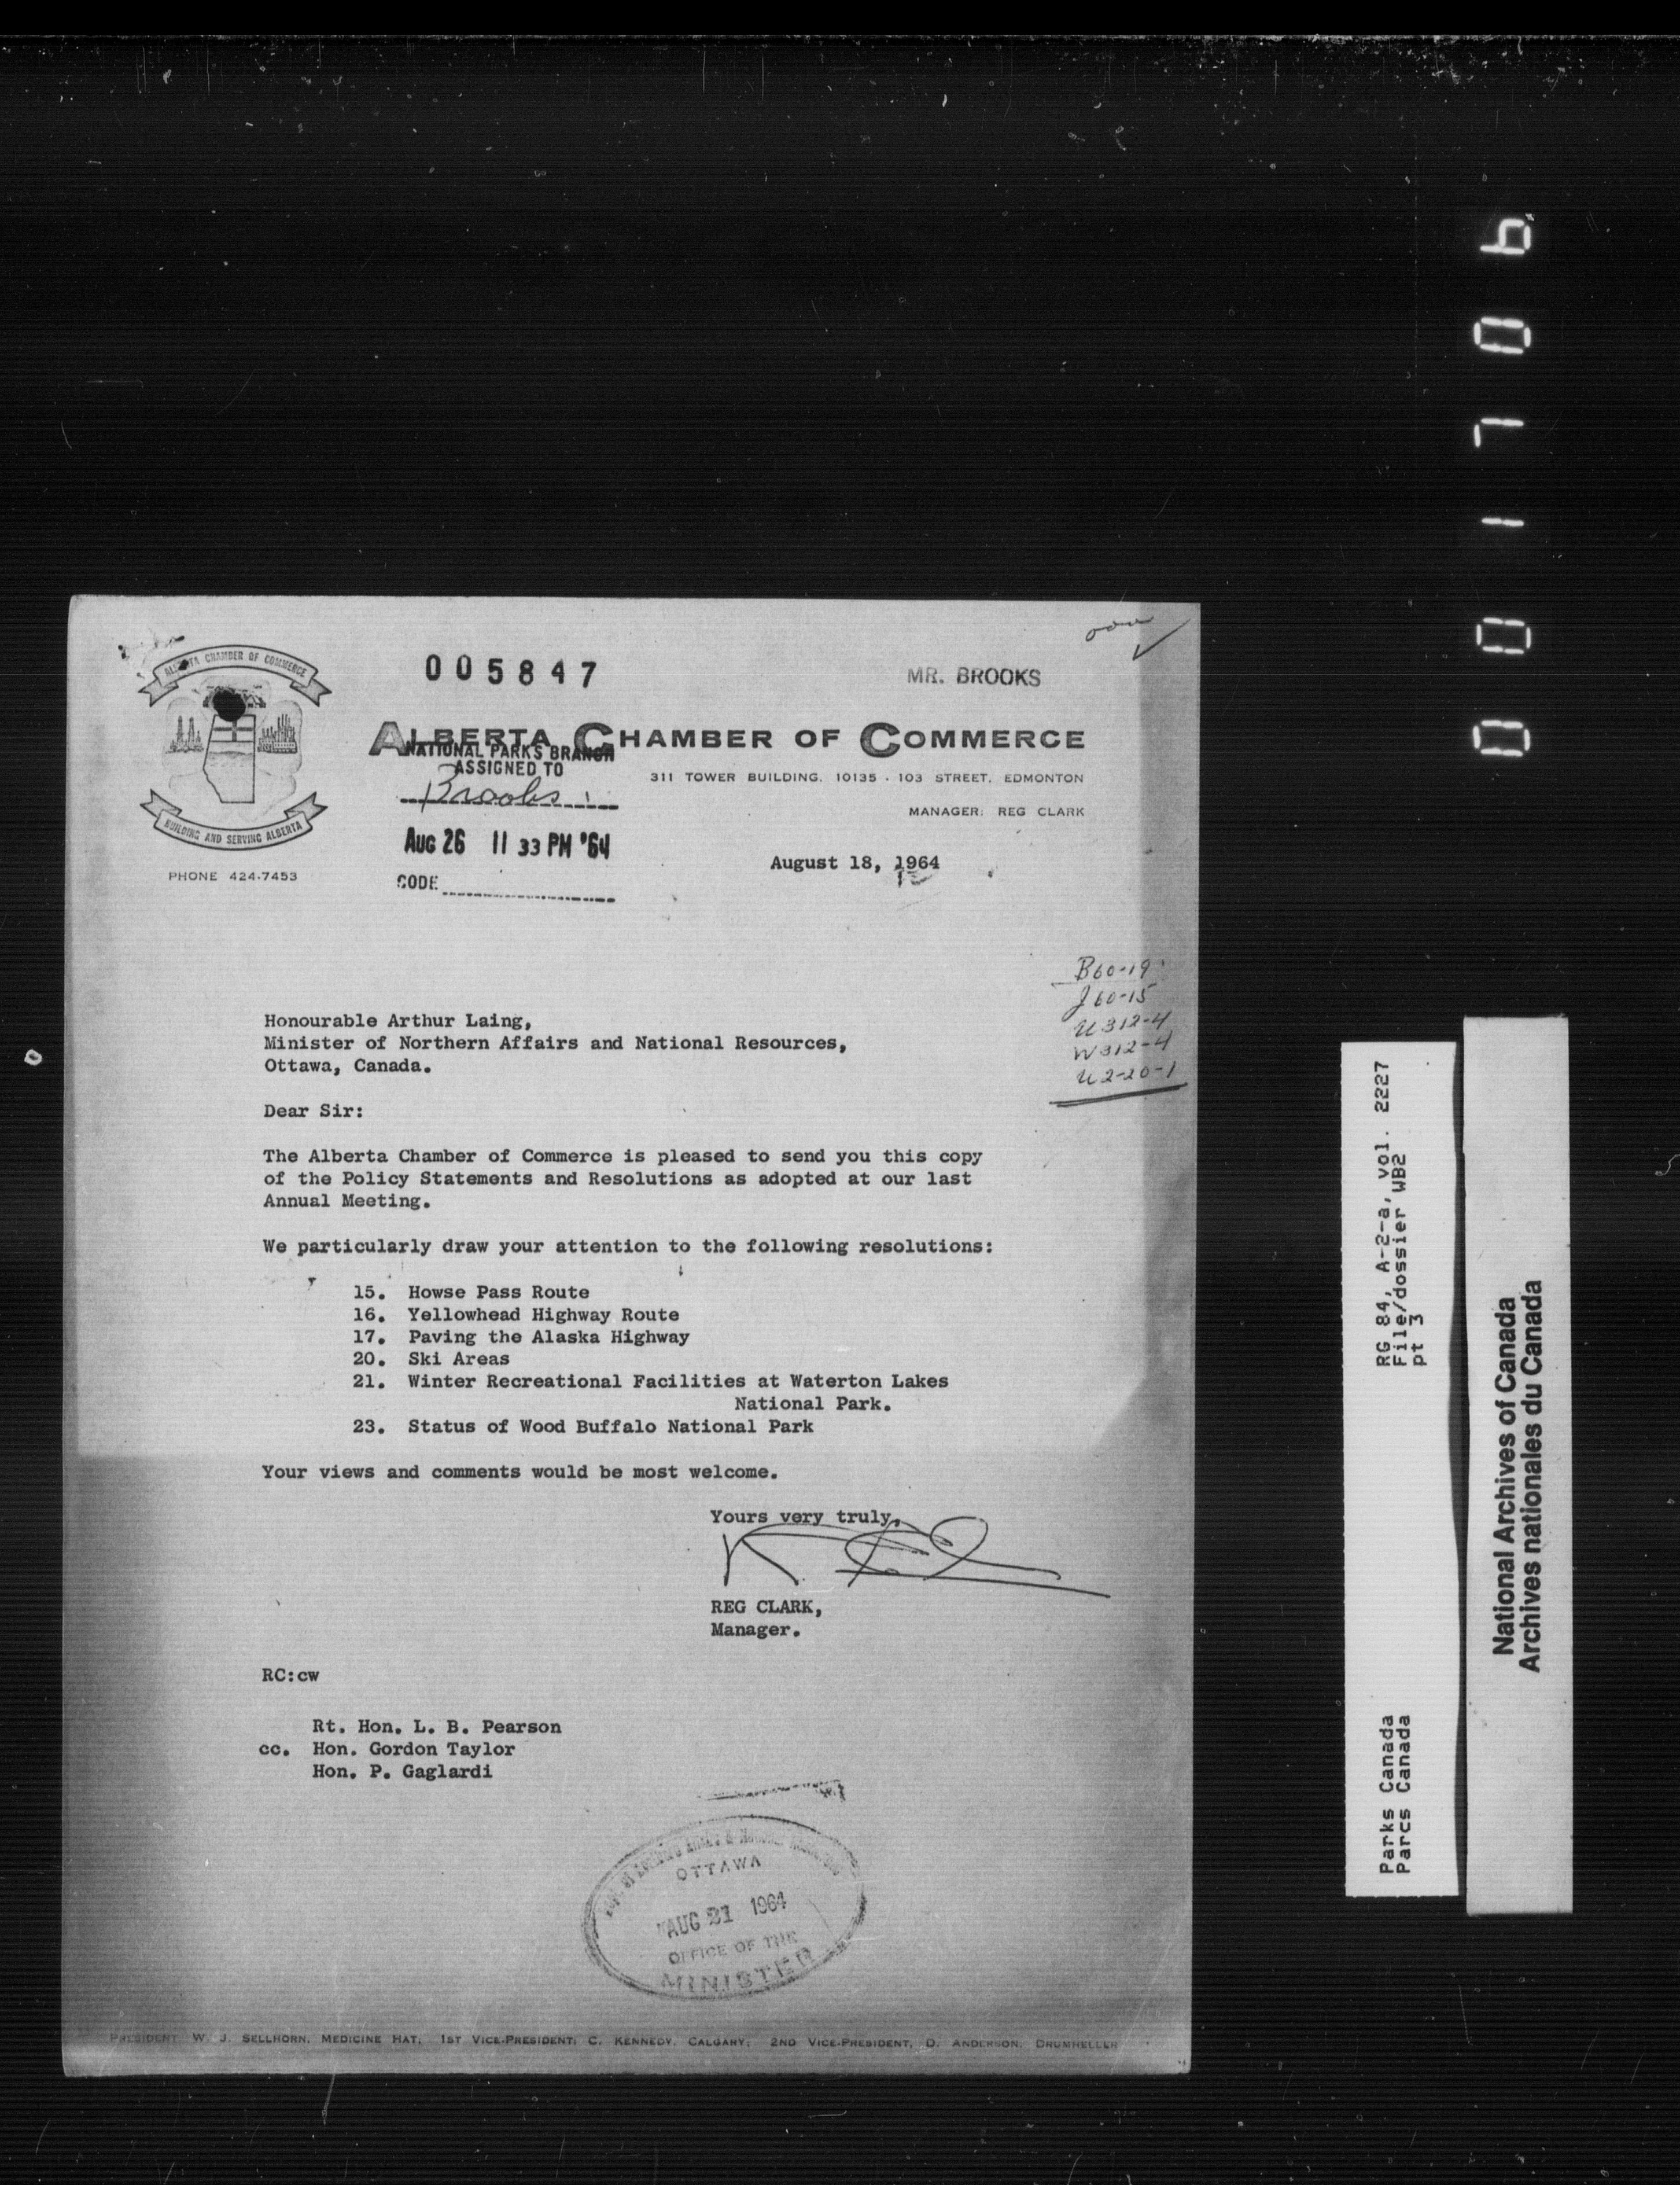 ALBERTA CHAMBER OF COMMERCE
BUILDING AND SERVING ALBERTA
PHONE 424-7453
005847
MR. BROOKS
ALBERTA CHAMBER OF COMMERCE
NATIONAL PARKS BRANCH
ASSIGNED TO
Brooks
AUG 26 11 33 PM '64
CODE
311 TOWER BUILDING, 10135 - 103 STREET, EDMONTON
MANAGER: REG CLARK
August 18, 1964
B60-19
J60-15
U312-4
W312-4
U2-20-1
Honourable Arthur Laing,
Minister of Northern Affairs and National Resources,
Ottawa, Canada.
Dear Sir:
The Alberta Chamber of Commerce is pleased to send you this copy
of the Policy Statements and Resolutions as adopted at our last
Annual Meeting.
We particularly draw your attention to the following resolutions:
15. Howse Pass Route
16. Yellowhead Highway Route
17. Paving the Alaska Highway
20. Ski Areas
21. Winter Recreational Facilities at Waterton Lakes
National Park.
23. Status of Wood Buffalo National Park
Your views and comments would be most welcome.
Yours very truly,
REG CLARK,
Manager.
RC:cw
Rt. Hon. L. B. Pearson
cc. Hon. Gordon Taylor
Hon. P. Gaglardi
OTTAWA
AUG 21 1964
OFFICE OF THE
MINISTER
PRESIDENT: W. J. SELLHORN, MEDICINE HAT; 1ST VICE-PRESIDENT: C. KENNEDY, CALGARY; 2ND VICE-PRESIDENT, D. ANDERSON, DRUMHELLER
001706
RG 84, A-2-a, vol. 2227
File/dossier WB2
pt 3
Parks Canada
Parcs Canada
National Archives of Canada
Archives nationales du Canada